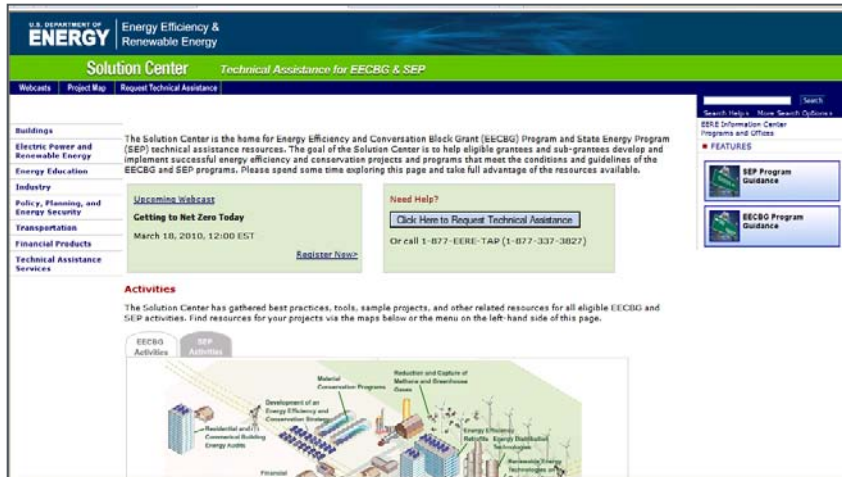 U.S. DEPARTMENT OF
ENERGY
Energy Efficiency &
Renewable Energy
Solution Center
Technical Assistance for EECBG & SEP
Webcasts
Project Map
Request Technical Assistance
Search
Search Help
More Search Options
EERE Information Center
Programs and Offices
FEATURES
SEP Program
Guidance
EECBG Program
Guidance
Buildings
Electric Power and
Renewable Energy
Energy Education
Industry
Policy, Planning, and
Energy Security
Transportation
Financial Products
Technical Assistance
Services
The Solution Center is the home for Energy Efficiency and Conversation Block Grant (EECBG) Program and State Energy Program
(SEP) technical assistance resources. The goal of the Solution Center is to help eligible grantees and sub-grantees develop and
implement successful energy efficiency and conservation projects and programs that meet the conditions and guidelines of the
EECBG and SEP programs. Please spend some time exploring this page and take full advantage of the resources available.
Upcoming Webcast
Getting to Net Zero Today
March 18, 2010, 12:00 EST
Register Now>
Need Help?
Click Here to Request Technical Assistance
Or call 1-877-EERE-TAP (1-877-337-3827)
Activities
The Solution Center has gathered best practices, tools, sample projects, and other related resources for all eligible EECBG and
SEP activities. Find resources for your projects via the maps below or the menu on the left-hand side of this page.
EECBG
Activities
SEP
Activities
Material
Conservation Programs
Reduction and Capture of
Methane and Greenhouse
Gases
Development of an
Energy Efficiency and
Conservation Strategy
Residential and
Commerical Building
Energy Audits
Energy Efficiency
Retrofits
Energy Distribution
Technologies
Renewable Energy
Technologies on
Financial